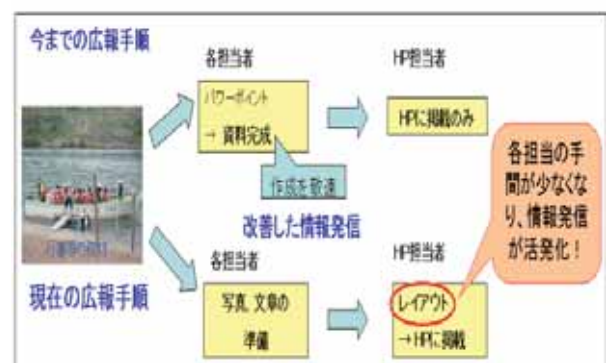 今までの広報手順
各担当者
パワーポイント
→ 資料完成
HP担当者
HPに掲載のみ
作成を敬遠
改善した情報発信
各担当の手
間が少なくな
り、情報発信
が活発化!
現在の広報手順
各担当者
写真、文章の
準備
HP担当者
レイアウト
→HPに掲載